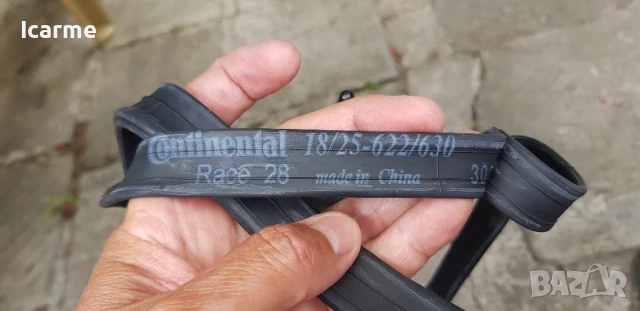 Icarme
Continental 18/25-622/630
Race 28 made in China
BAZAR